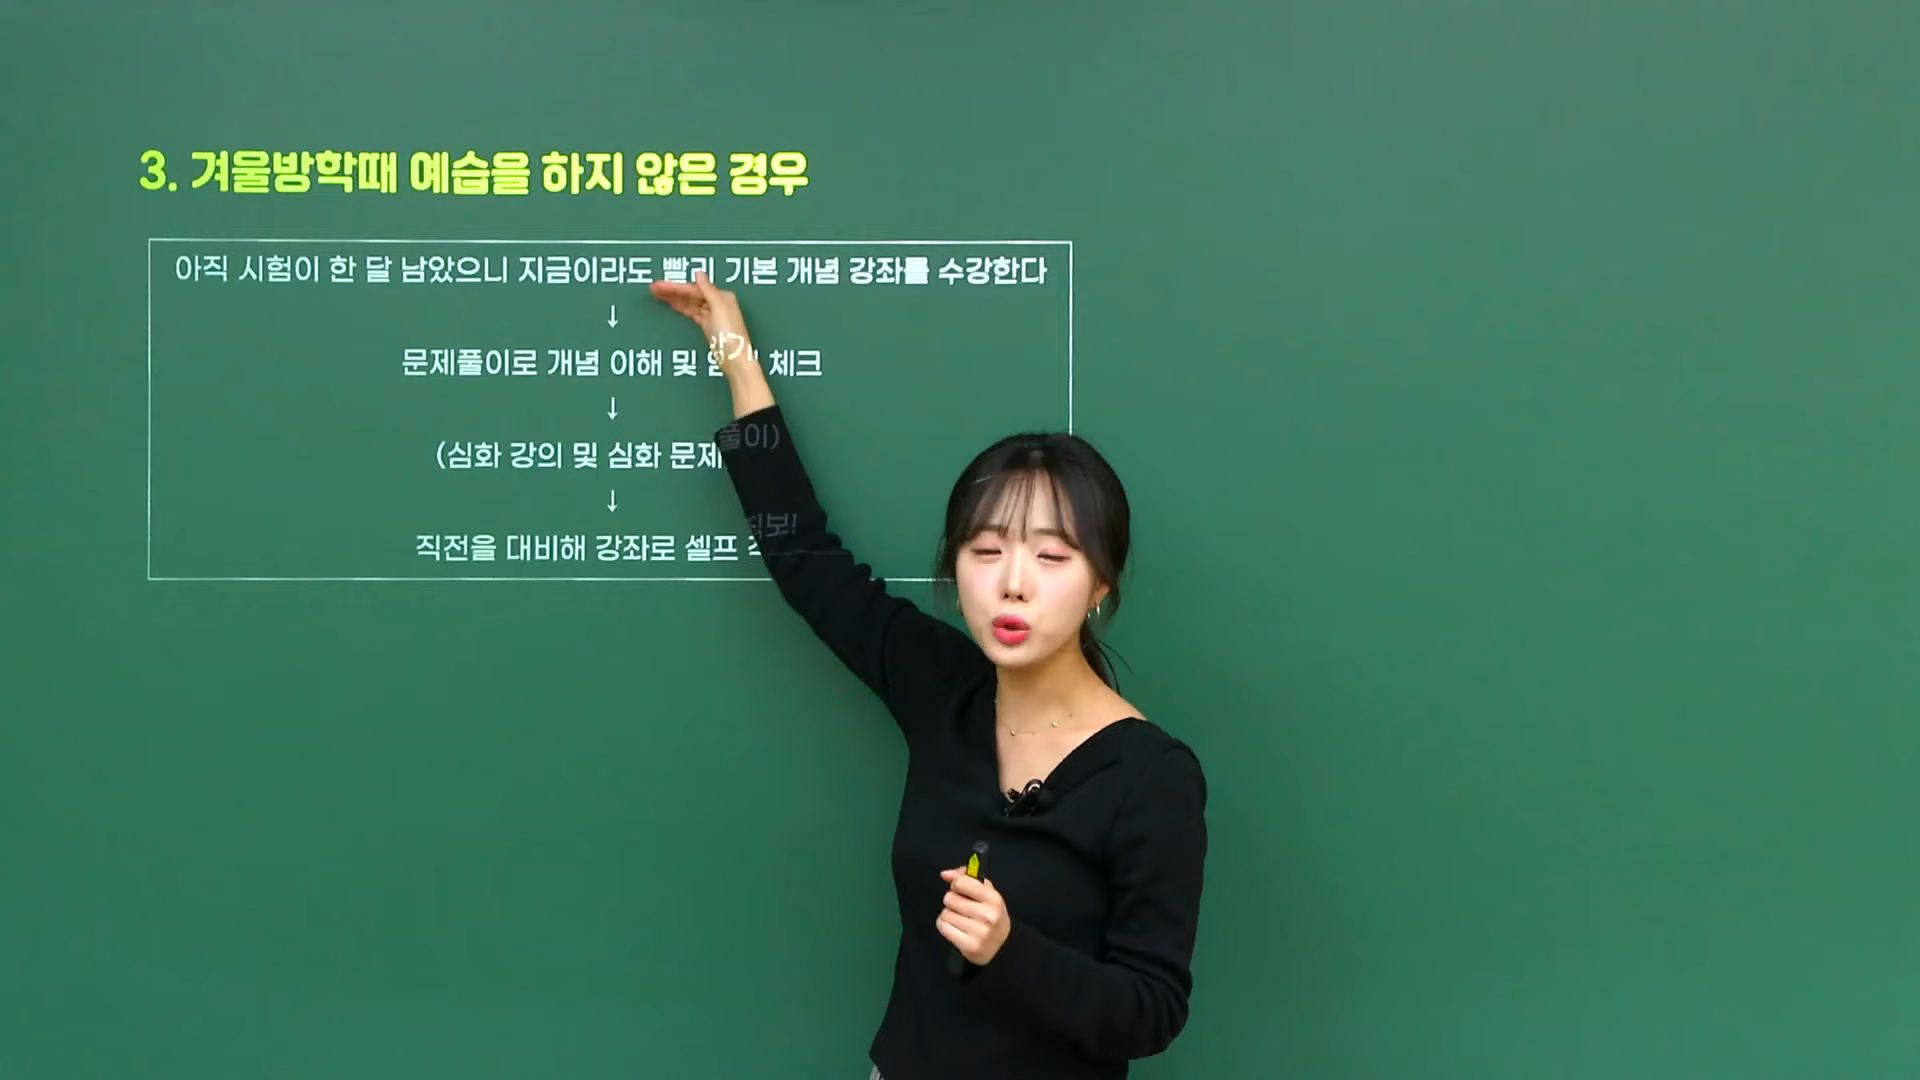 3. 겨울방학때 예습을 하지 않은 경우
아직 시험이 한 달 남았으니 지금이라도 빨리 기본 개념 강좌를 수강한다
↓
문제풀이로 개념 이해 및 암기 체크
↓
(심화 강의 및 심화 문제풀이)
↓
직전을 대비해 강좌로 셀프